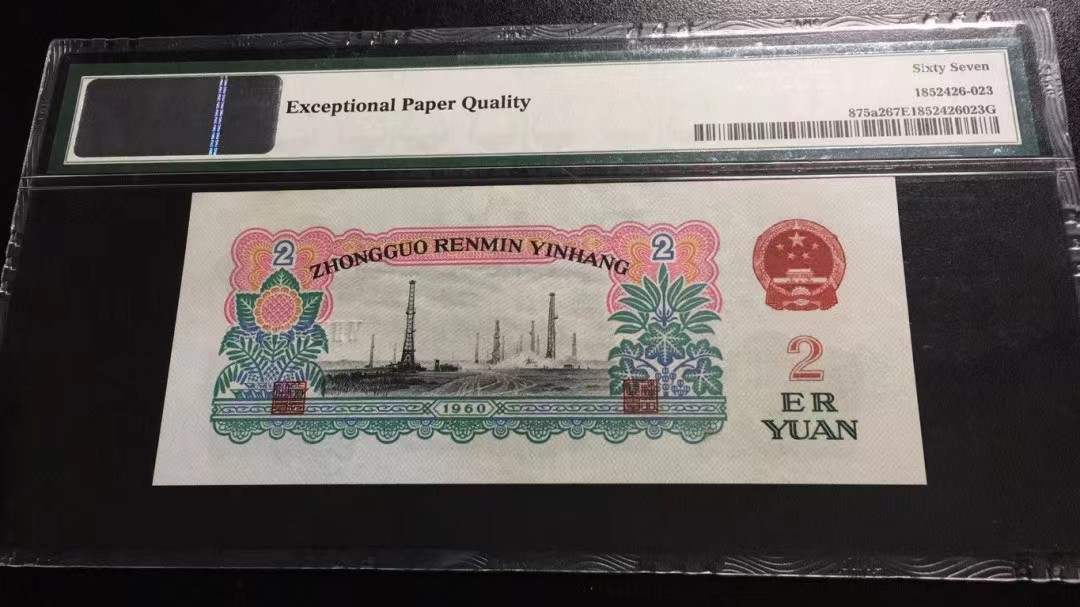 Sixty Seven
Exceptional Paper Quality
1852426-023
875a267E1852426023G
2
ZHONGGUO RENMIN YINHANG
2
2
ER
YUAN
1960